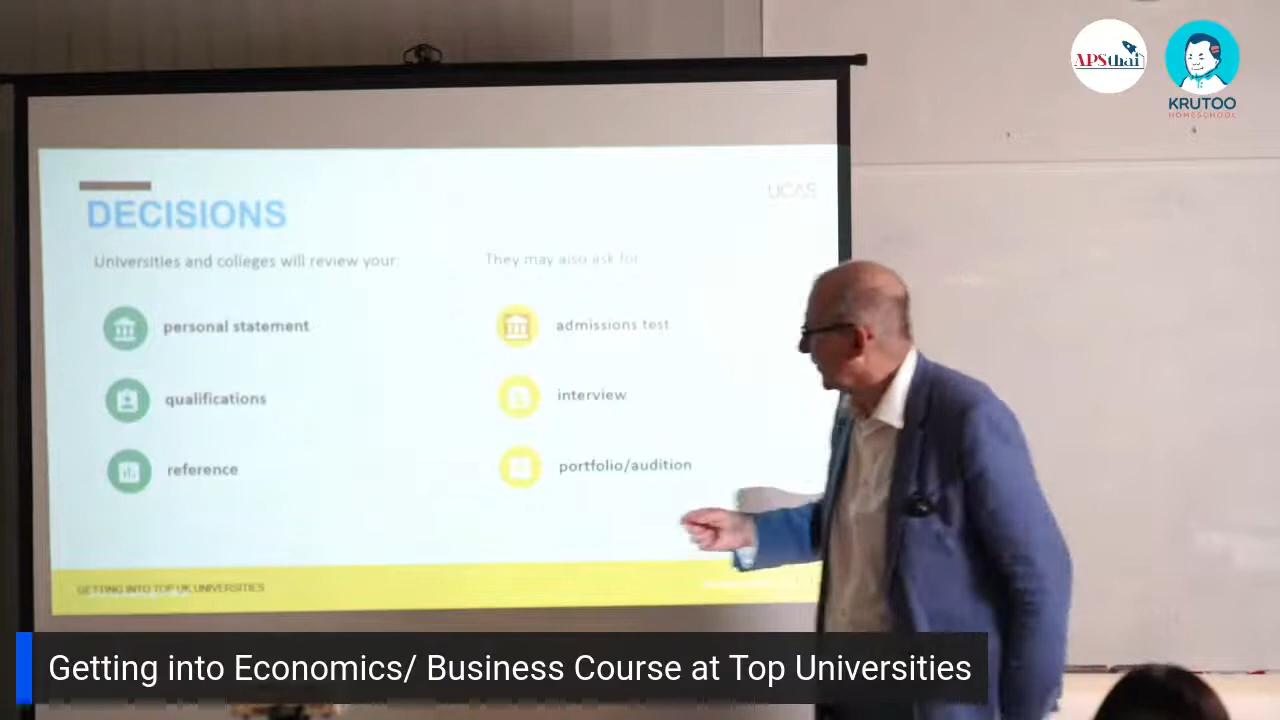 APSthai
KRUTOO
HOMESCHOOL
UCAS
DECISIONS
Universities and colleges will review your:
They may also ask for
personal statement
admissions test
qualifications
interview
reference
portfolio/audition
GETTING INTO TOP UK UNIVERSITIES
Getting into Economics/ Business Course at Top Universities